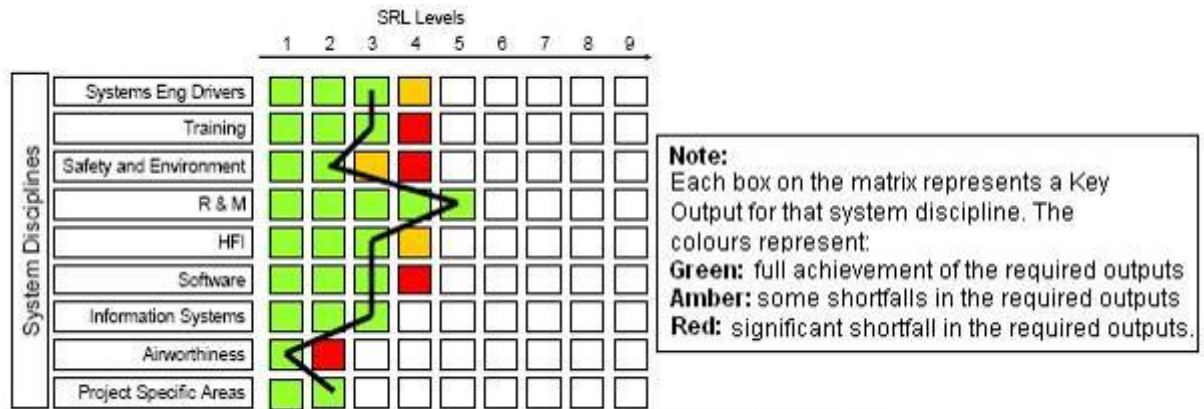 SRL Levels
1 2 3 4 5 6 7 8 9
System Disciplines
Systems Eng Drivers
Training
Safety and Environment
R & M
HFI
Software
Information Systems
Airworthiness
Project Specific Areas
Note:
Each box on the matrix represents a Key
Output for that system discipline. The
colours represent:
Green: full achievement of the required outputs
Amber: some shortfalls in the required outputs
Red: significant shortfall in the required outputs.